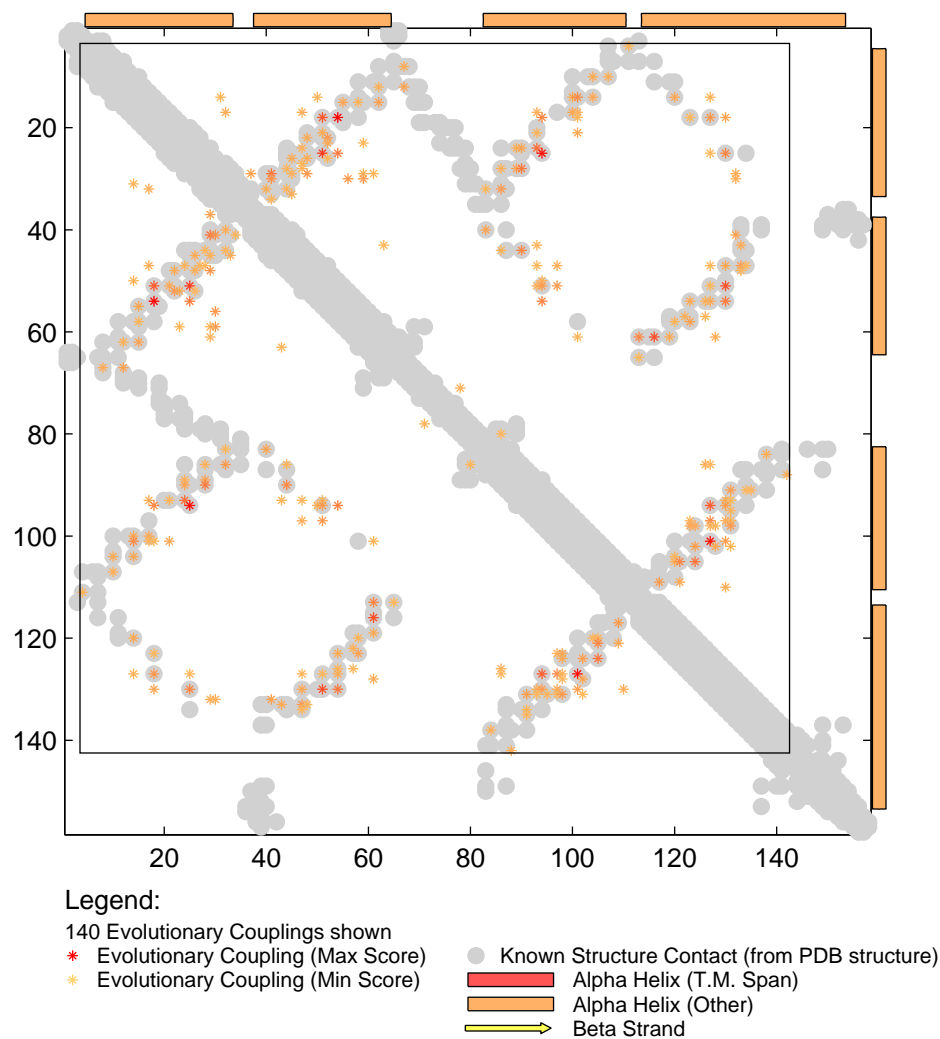 20
40
60
80
100
120
140
20 40 60 80 100 120 140
Legend:
140 Evolutionary Couplings shown
Evolutionary Coupling (Max Score)
Evolutionary Coupling (Min Score)
Known Structure Contact (from PDB structure)
Alpha Helix (T.M. Span)
Alpha Helix (Other)
Beta Strand